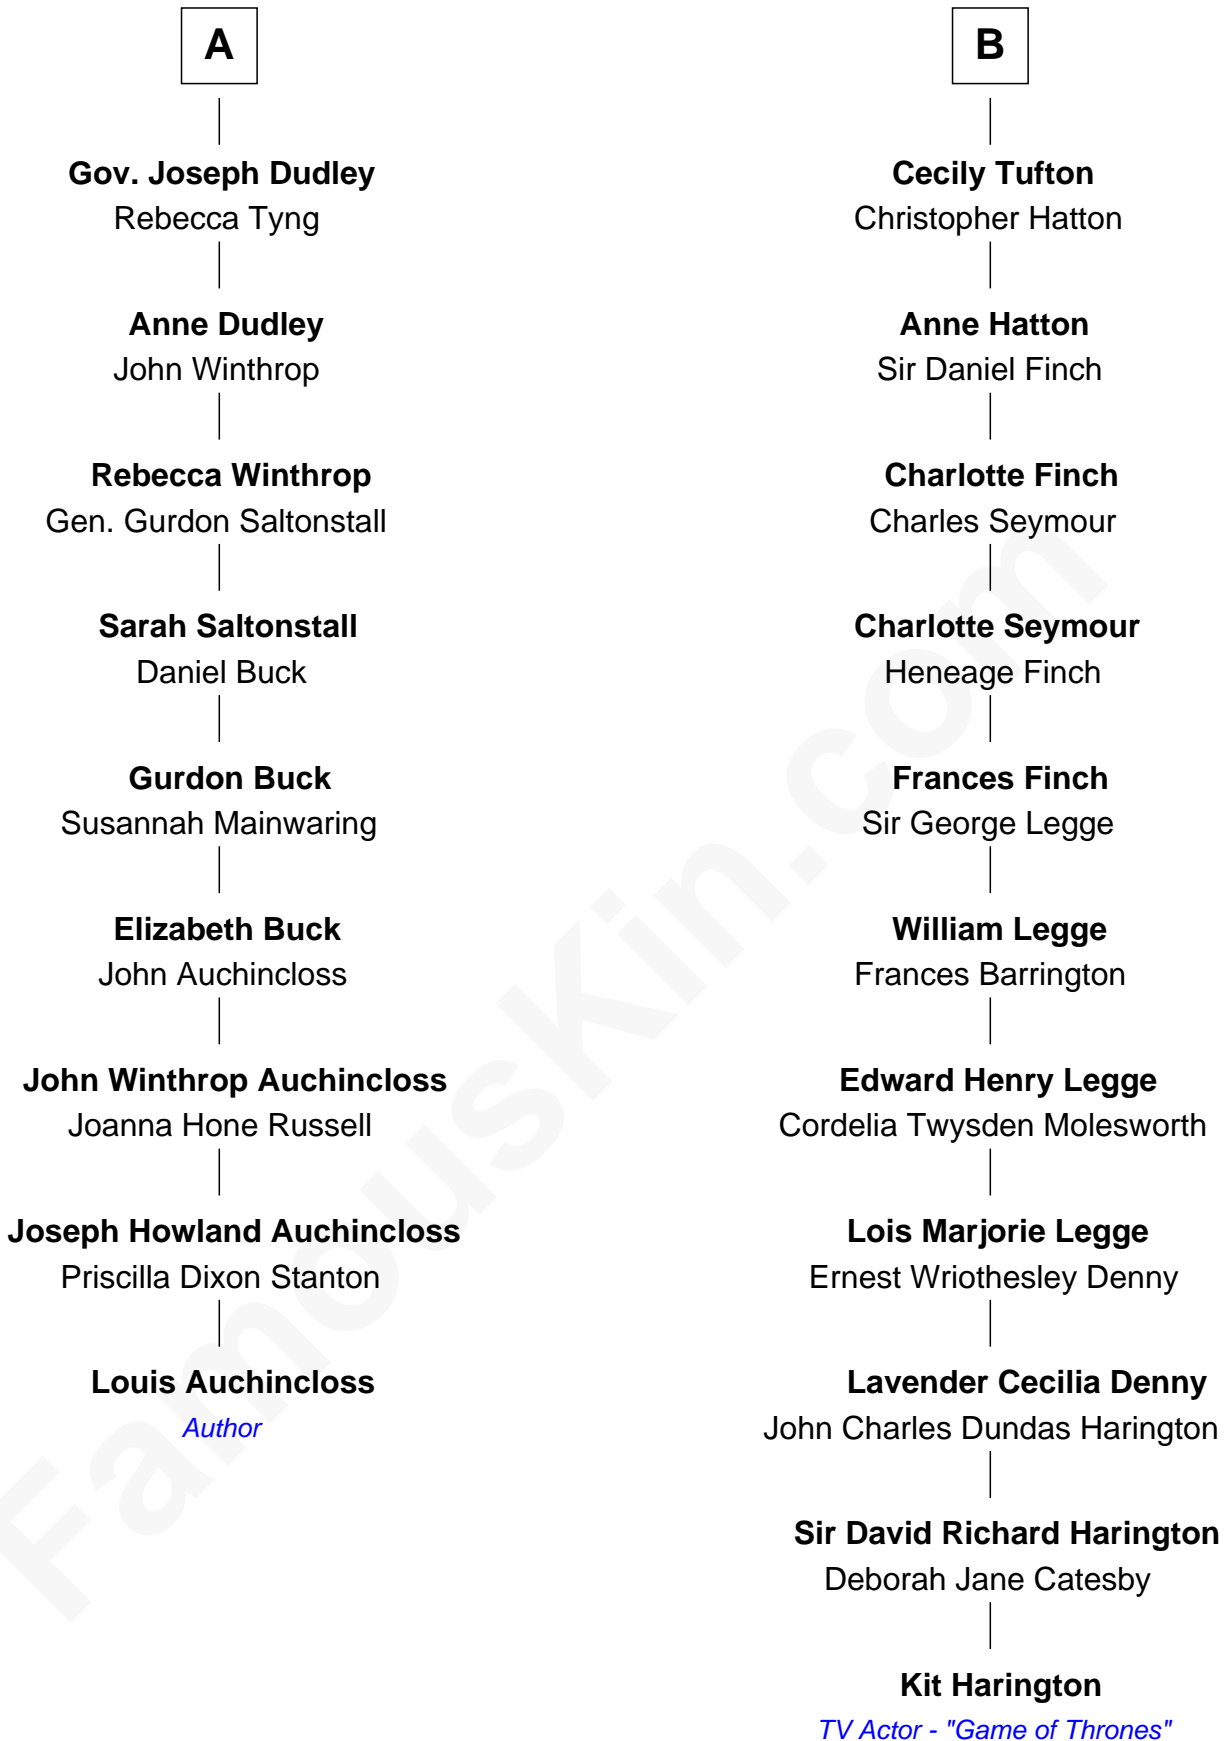 A
Gov. Joseph Dudley
Rebecca Tyng
Anne Dudley
John Winthrop
Rebecca Winthrop
Gen. Gurdon Saltonstall
Sarah Saltonstall
Daniel Buck
Gurdon Buck
Susannah Mainwaring
Elizabeth Buck
John Auchincloss
John Winthrop Auchincloss
Joanna Hone Russell
Joseph Howland Auchincloss
Priscilla Dixon Stanton
Louis Auchincloss
Author
B
Cecily Tufton
Christopher Hatton
Anne Hatton
Sir Daniel Finch
Charlotte Finch
Charles Seymour
Charlotte Seymour
Heneage Finch
Frances Finch
Sir George Legge
William Legge
Frances Barrington
Edward Henry Legge
Cordelia Twysden Molesworth
Lois Marjorie Legge
Ernest Wriothesley Denny
Lavender Cecilia Denny
John Charles Dundas Harington
Sir David Richard Harington
Deborah Jane Catesby
Kit Harington
TV Actor - "Game of Thrones"
FamousKin.com